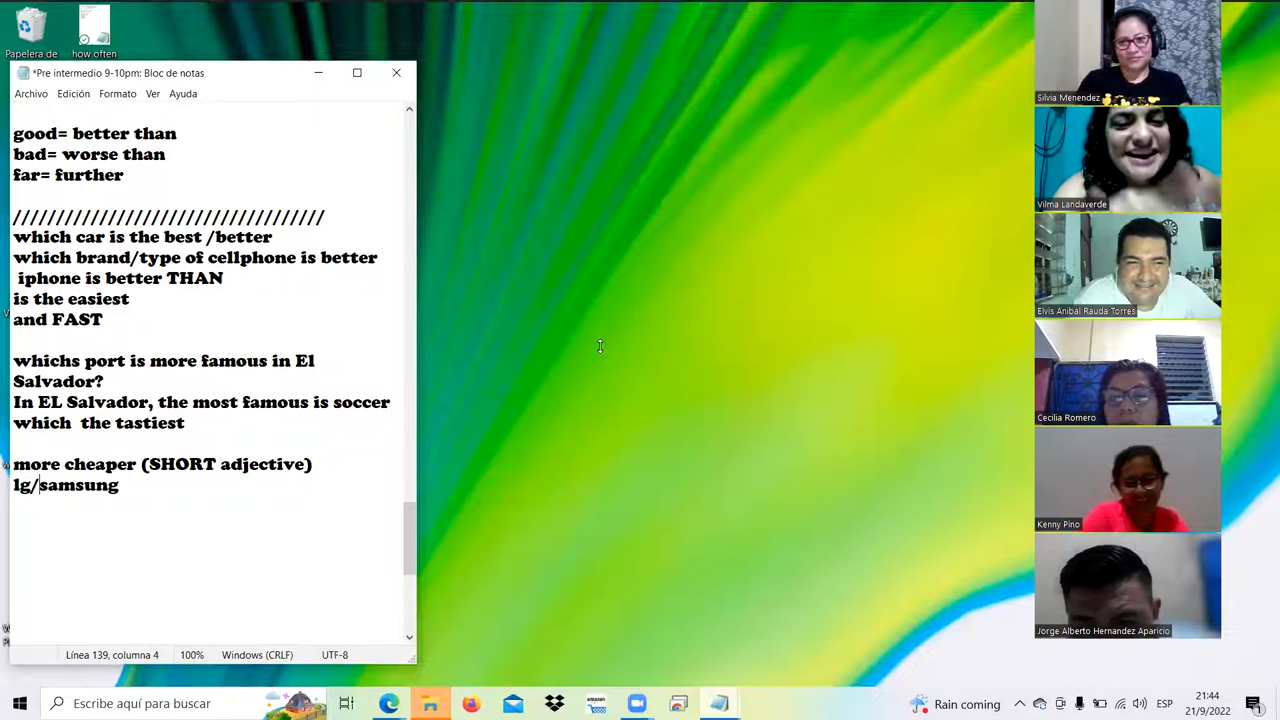 Papelera de
how often
*Pre intermedio 9-10pm: Bloc de notas
Archivo Edición Formato Ver Ayuda
good= better than
bad= worse than
far= further
/////////////////////////////////////
which car is the best /better
which brand/type of cellphone is better
iphone is better THAN
is the easiest
and FAST
whichs port is more famous in El
Salvador?
In EL Salvador, the most famous is soccer
which  the tastiest
more cheaper (SHORT adjective)
lg/samsung
Línea 139, columna 4 100% Windows (CRLF) UTF-8
Silvia Menendez
Vilma Landaverde
Elvis Anibal Rauda Torres
Cecilia Romero
Kenny Pino
Jorge Alberto Hernandez Aparicio
Escribe aquí para buscar
amazon
Rain coming
ESP
21:44
21/9/2022
1